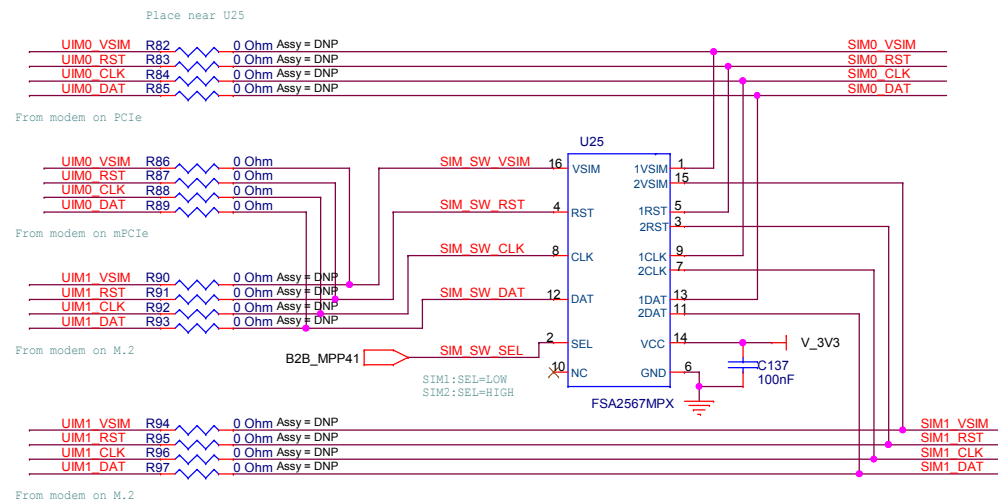 Place near U25
UIM0_VSIM R82 0 Ohm Assy = DNP SIM0_VSIM
UIM0_RST R83 0 Ohm Assy = DNP SIM0_RST
UIM0_CLK R84 0 Ohm Assy = DNP SIM0_CLK
UIM0_DAT R85 0 Ohm Assy = DNP SIM0_DAT
From modem on PCIe
U25
UIM0_VSIM R86 0 Ohm SIM_SW_VSIM 16 VSIM 1VSIM 1
UIM0_RST R87 0 Ohm 2VSIM 15
UIM0_CLK R88 0 Ohm
UIM0_DAT R89 0 Ohm SIM_SW_RST 4 RST 1RST 5
2RST 3
From modem on mPCIe
SIM_SW_CLK 8 CLK 1CLK 9
2CLK 7
UIM1_VSIM R90 0 Ohm Assy = DNP
UIM1_RST R91 0 Ohm Assy = DNP SIM_SW_DAT 12 DAT 1DAT 13
UIM1_CLK R92 0 Ohm Assy = DNP 2DAT 11
UIM1_DAT R93 0 Ohm Assy = DNP
From modem on M.2
B2B_MPP41 SIM_SW_SEL 2 SEL VCC 14 V_3V3
10 NC GND 6 C137
100nF
SIM1:SEL=LOW
SIM2:SEL=HIGH
FSA2567MPX
UIM1_VSIM R94 0 Ohm Assy = DNP SIM1_VSIM
UIM1_RST R95 0 Ohm Assy = DNP SIM1_RST
UIM1_CLK R96 0 Ohm Assy = DNP SIM1_CLK
UIM1_DAT R97 0 Ohm Assy = DNP SIM1_DAT
From modem on M.2